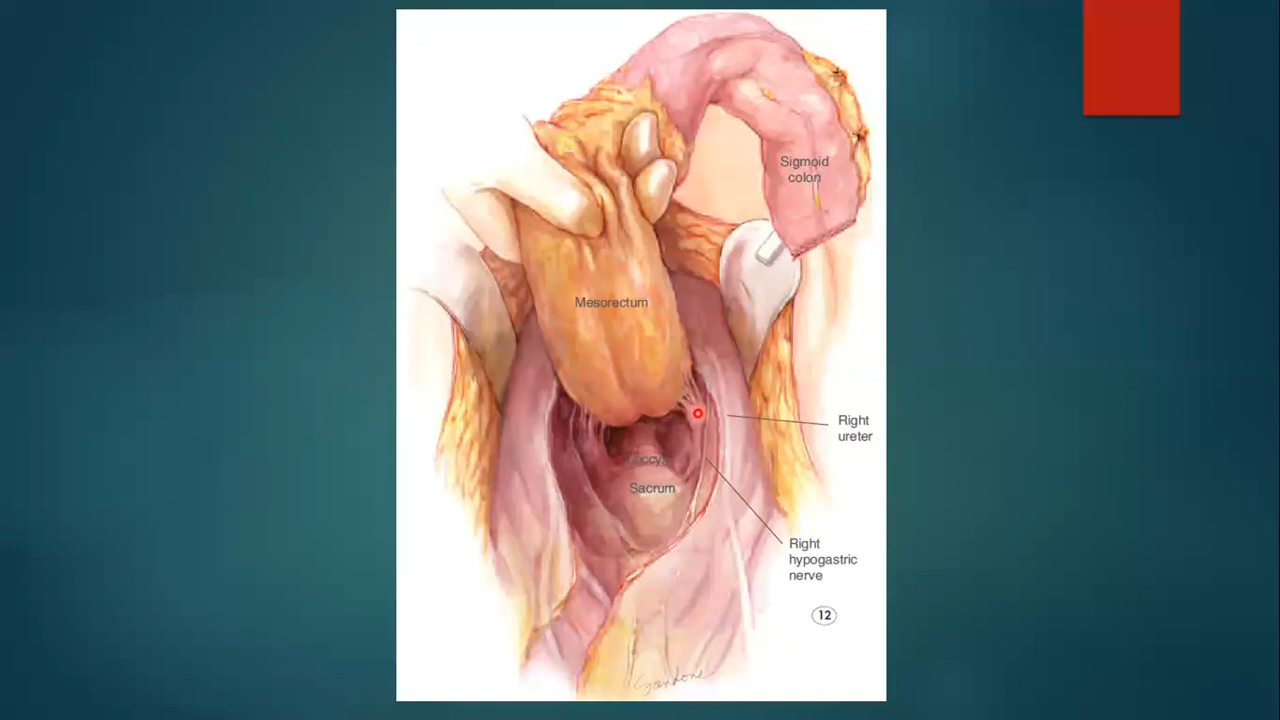 Sigmoid
colon
Mesorectum
Right
ureter
Coccyx
Sacrum
Right
hypogastric
nerve
12